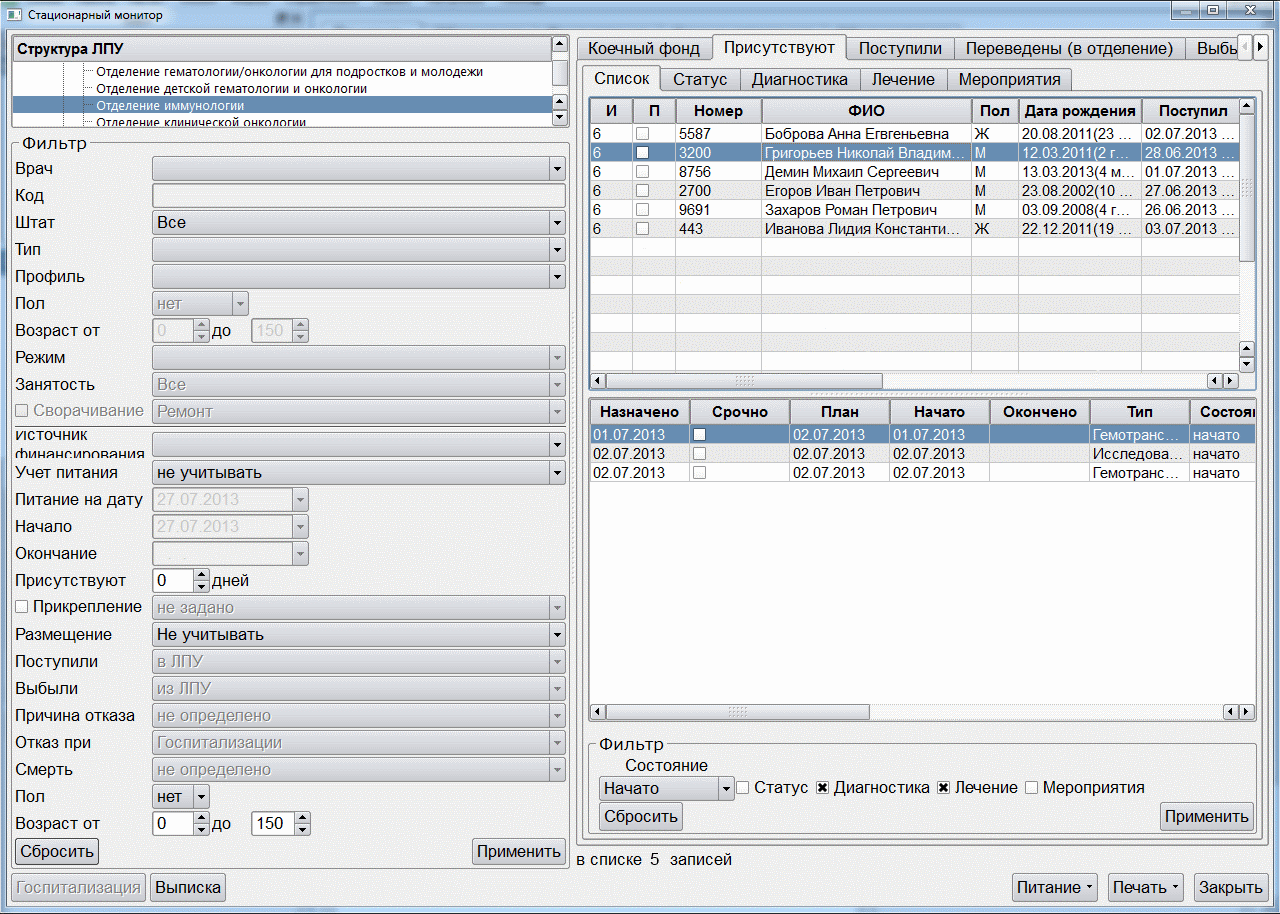 Стационарный монитор
Структура ЛПУ
Отделение гематологии/онкологии для подростков и молодежи
Отделение детской гематологии и онкологии
Отделение иммунологии
Отделение клинической онкологии
Фильтр
Врач
Код
Штат Все
Тип
Профиль
Пол нет
Возраст от 0 до 150
Режим
Занятость Все
Сворачивание Ремонт
Источник
финансирования
Учет питания не учитывать
Питание на дату 27.07.2013
Начало 27.07.2013
Окончание . .
Присутствуют 0 дней
Прикрепление не задано
Размещение Не учитывать
Поступили в ЛПУ
Выбыли из ЛПУ
Причина отказа не определено
Отказ при Госпитализации
Смерть не определено
Пол нет
Возраст от 0 до 150
Сбросить Применить
Госпитализация Выписка
Коечный фонд Присутствуют Поступили Переведены (в отделение) Выбы
Список Статус Диагностика Лечение Мероприятия
И П Номер ФИО Пол Дата рождения Поступил
6 5587 Боброва Анна Егвгеньевна Ж 20.08.2011(23 ... 02.07.2013 ...
6 3200 Григорьев Николай Владим... М 12.03.2011(2 г... 28.06.2013 ...
6 8756 Демин Михаил Сергеевич М 13.03.2013(4 м... 01.07.2013 ...
6 2700 Егоров Иван Петрович М 23.08.2002(10 ... 27.06.2013 ...
6 9691 Захаров Роман Петрович М 03.09.2008(4 г... 26.06.2013 ...
6 443 Иванова Лидия Константи... Ж 22.12.2011(19 ... 03.07.2013 ...
Назначено Срочно План Начато Окончено Тип Состоя
01.07.2013 02.07.2013 01.07.2013 Гемотранс... начато
02.07.2013 02.07.2013 02.07.2013 Исследова... начато
02.07.2013 02.07.2013 02.07.2013 Гемотранс... начато
Фильтр
Состояние
Начато Статус Диагностика Лечение Мероприятия
Сбросить Применить
в списке 5 записей
Питание Печать Закрыть